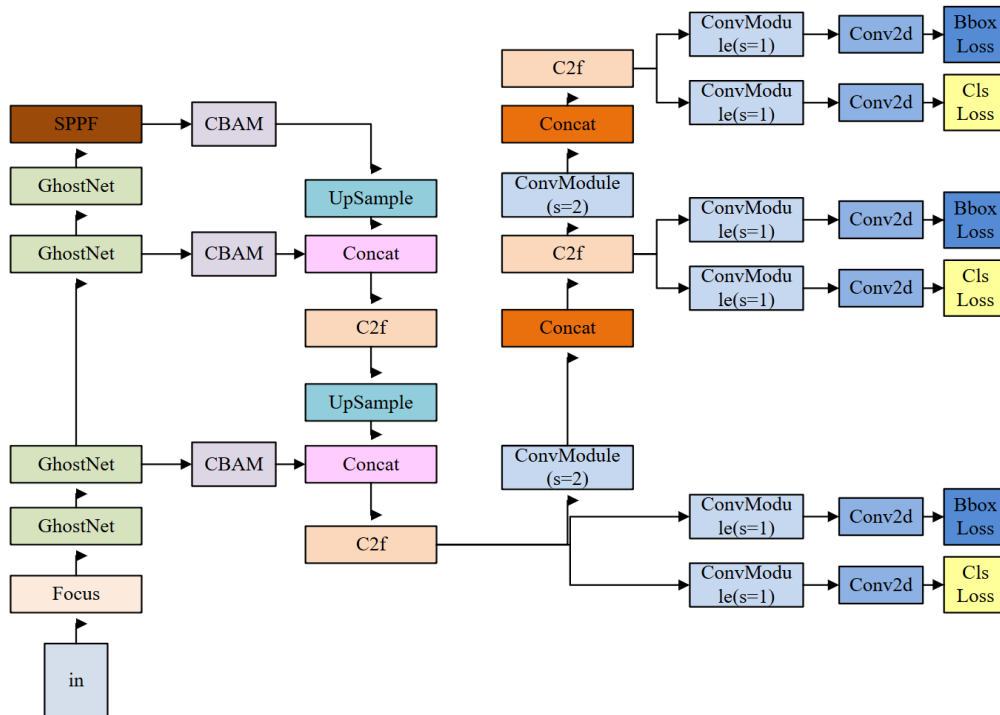 ConvModu
le(s=1)
Conv2d
Bbox
Loss
C2f
ConvModu
le(s=1)
Conv2d
Cls
Loss
SPPF
CBAM
Concat
GhostNet
UpSample
ConvModule
(s=2)
ConvModu
le(s=1)
Conv2d
Bbox
Loss
GhostNet
CBAM
Concat
C2f
ConvModu
le(s=1)
Conv2d
Cls
Loss
C2f
Concat
UpSample
GhostNet
CBAM
Concat
ConvModule
(s=2)
GhostNet
ConvModu
le(s=1)
Conv2d
Bbox
Loss
C2f
Focus
ConvModu
le(s=1)
Conv2d
Cls
Loss
in